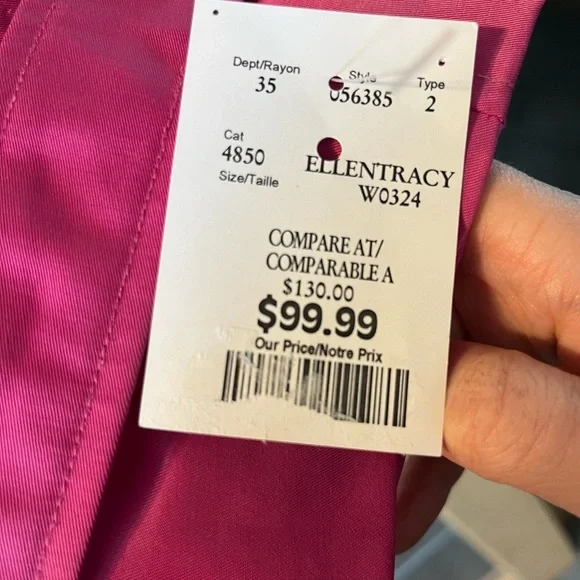 Dept/Rayon Style Type
35 056385 2
Cat
4850 ELLENTRACY
Size/Taille W0324
COMPARE AT/
COMPARABLE A
$130.00
$99.99
Our Price/Notre Prix